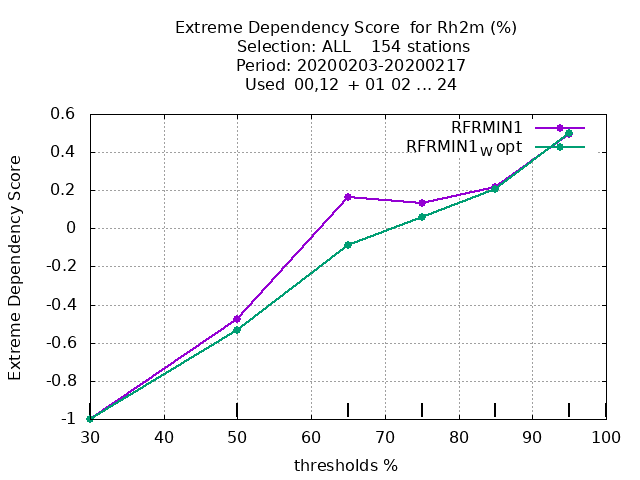 Extreme Dependency Score for Rh2m (%)
Selection: ALL 154 stations
Period: 20200203-20200217
Used 00,12 + 01 02 ... 24
RFRMIN1
RFRMIN1W opt
Extreme Dependency Score
0.6
0.4
0.2
0
-0.2
-0.4
-0.6
-0.8
-1
30 40 50 60 70 80 90 100
thresholds %